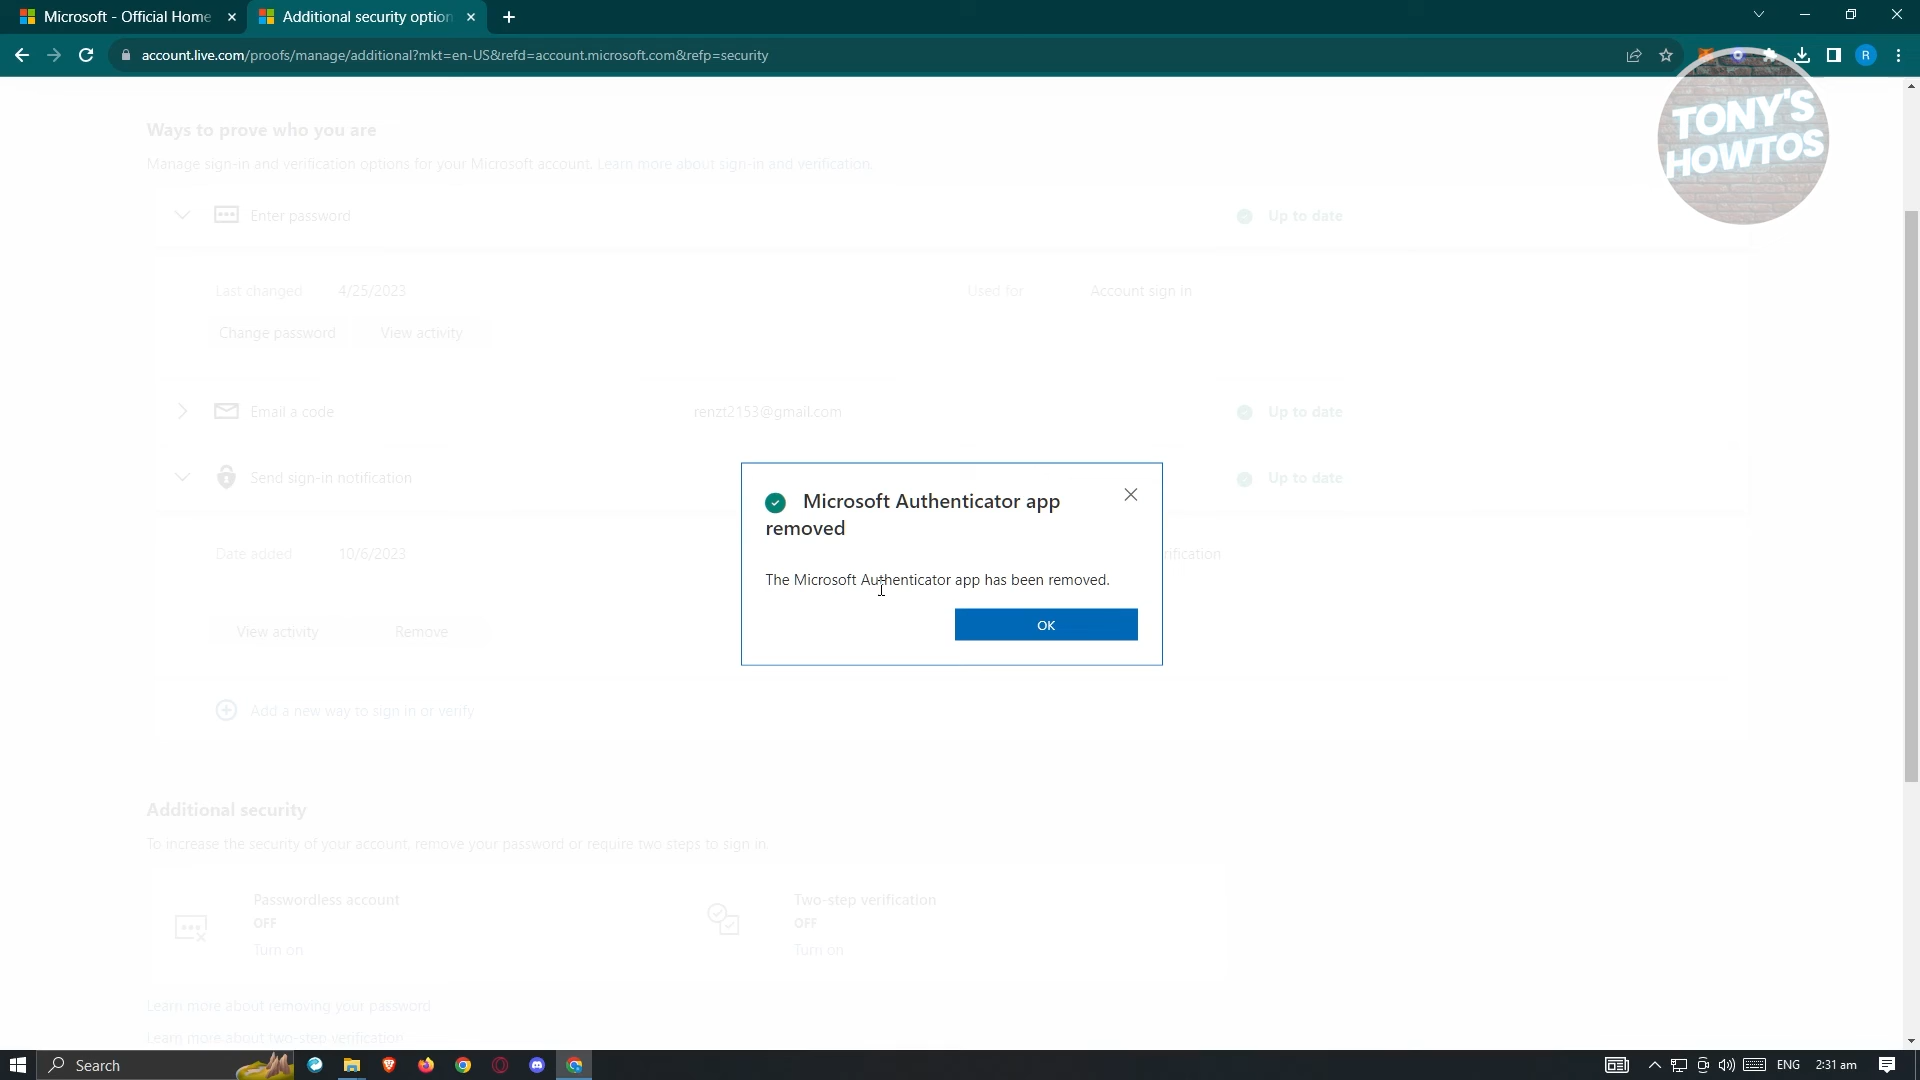 Microsoft - Official Home
Additional security option
account.live.com/proofs/manage/additional?mkt=en-US&refd=account.microsoft.com&refp=security
R
TONY'S
HOWTOS
Ways to prove who you are
Manage sign-in and verification options for your Microsoft account. Learn more about sign-in and verification.
Enter password
Up to date
Last changed 4/25/2023
Used for Account sign in
Change password
View activity
Email a code
renzt2153@gmail.com
Up to date
Send sign-in notification
Up to date
Microsoft Authenticator app
removed
Date added 10/6/2023
The Microsoft Authenticator app has been removed.
OK
View activity
Remove
Add a new way to sign in or verify
Additional security
To increase the security of your account, remove your password or require two steps to sign in.
Passwordless account
OFF
Turn on
Two-step verification
OFF
Turn on
Learn more about removing your password
Learn more about two-step verification
Search
ENG
2:31 am